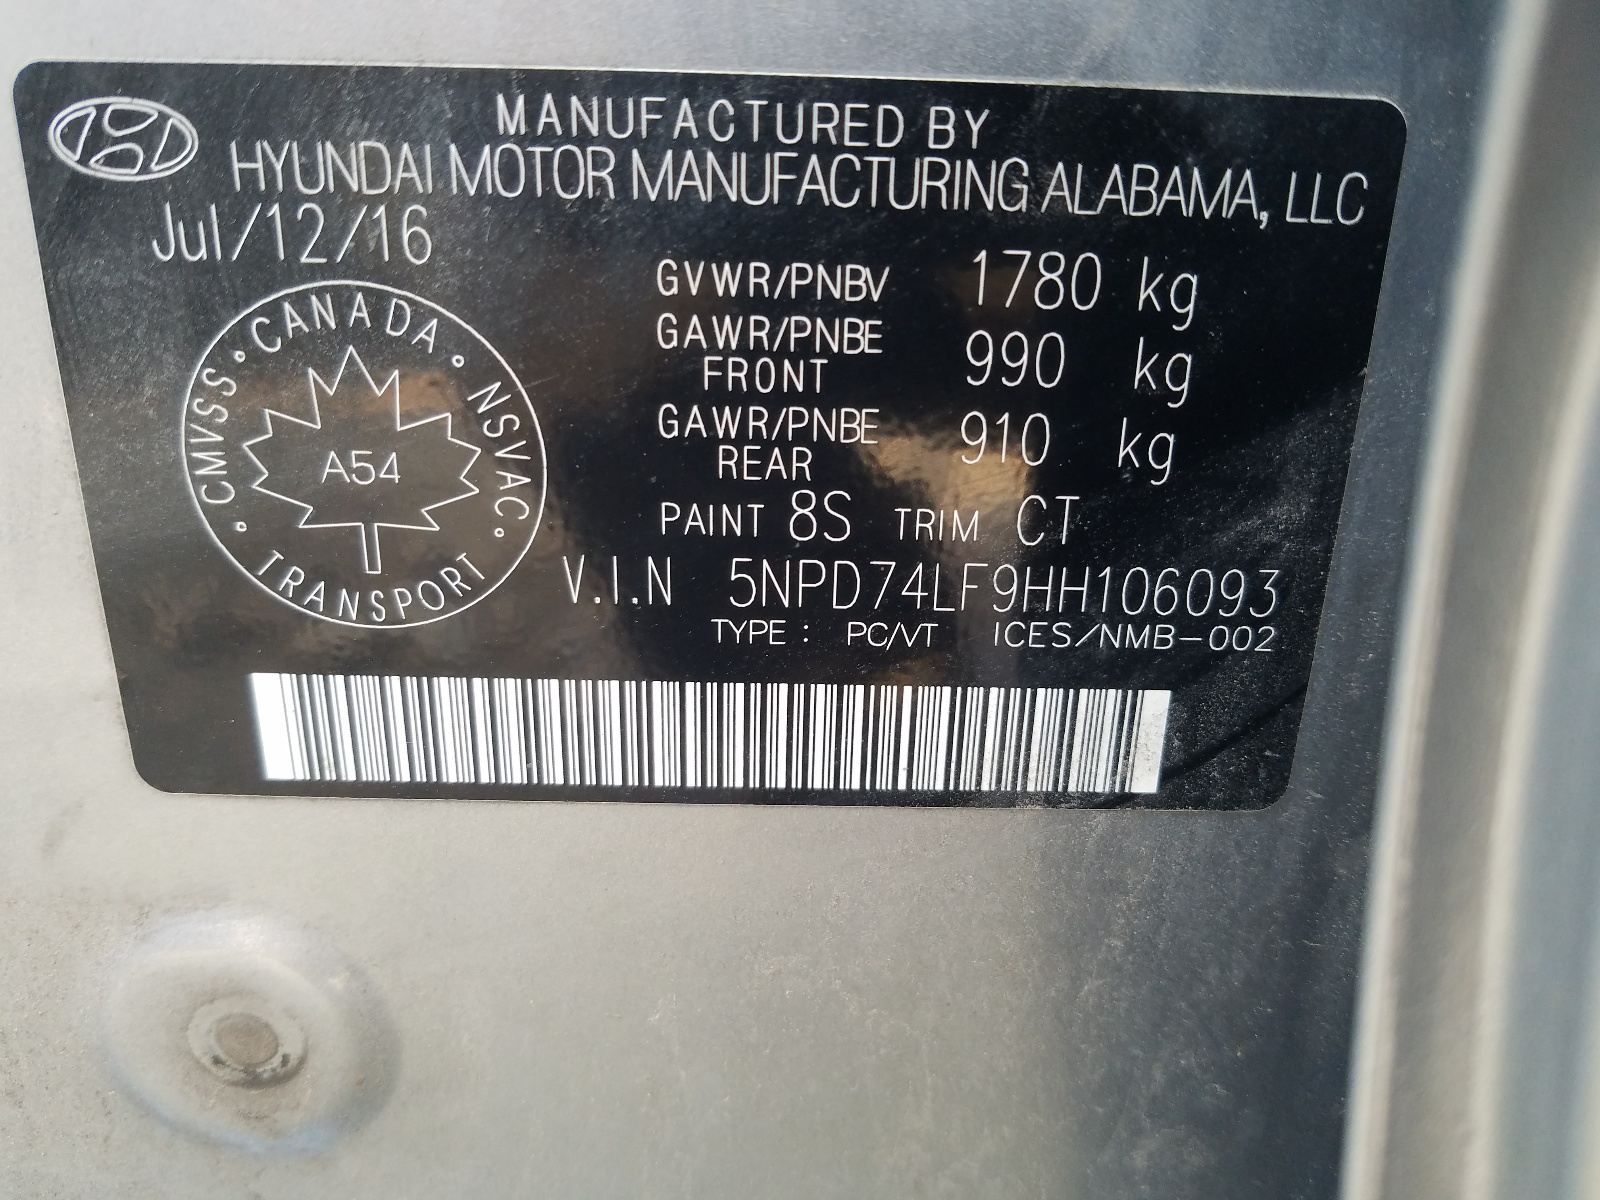 MANUFACTURED BY
HYUNDAI MOTOR MANUFACTURING ALABAMA, LLC
Jul/12/16
GVWR/PNBV 1780 kg
GAWR/PNBE FRONT 990 kg
GAWR/PNBE REAR 910 kg
PAINT 8S TRIM CT
V.I.N 5NPD74LF9HH106093
TYPE : PC/VT ICES/NMB-002
CANADA
CMVSS
NSVAC
A54
TRANSPORT